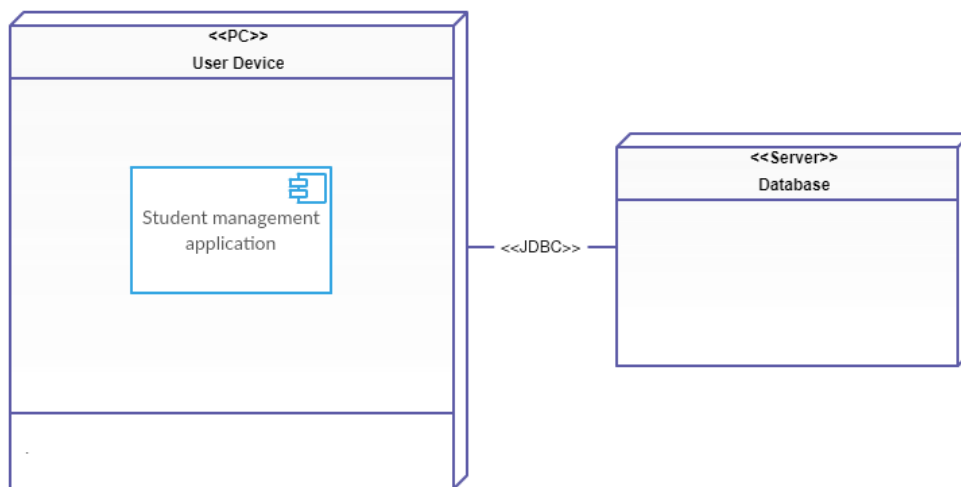 <<PC>>
User Device
Student management
application
<<JDBC>>
<<Server>>
Database
.